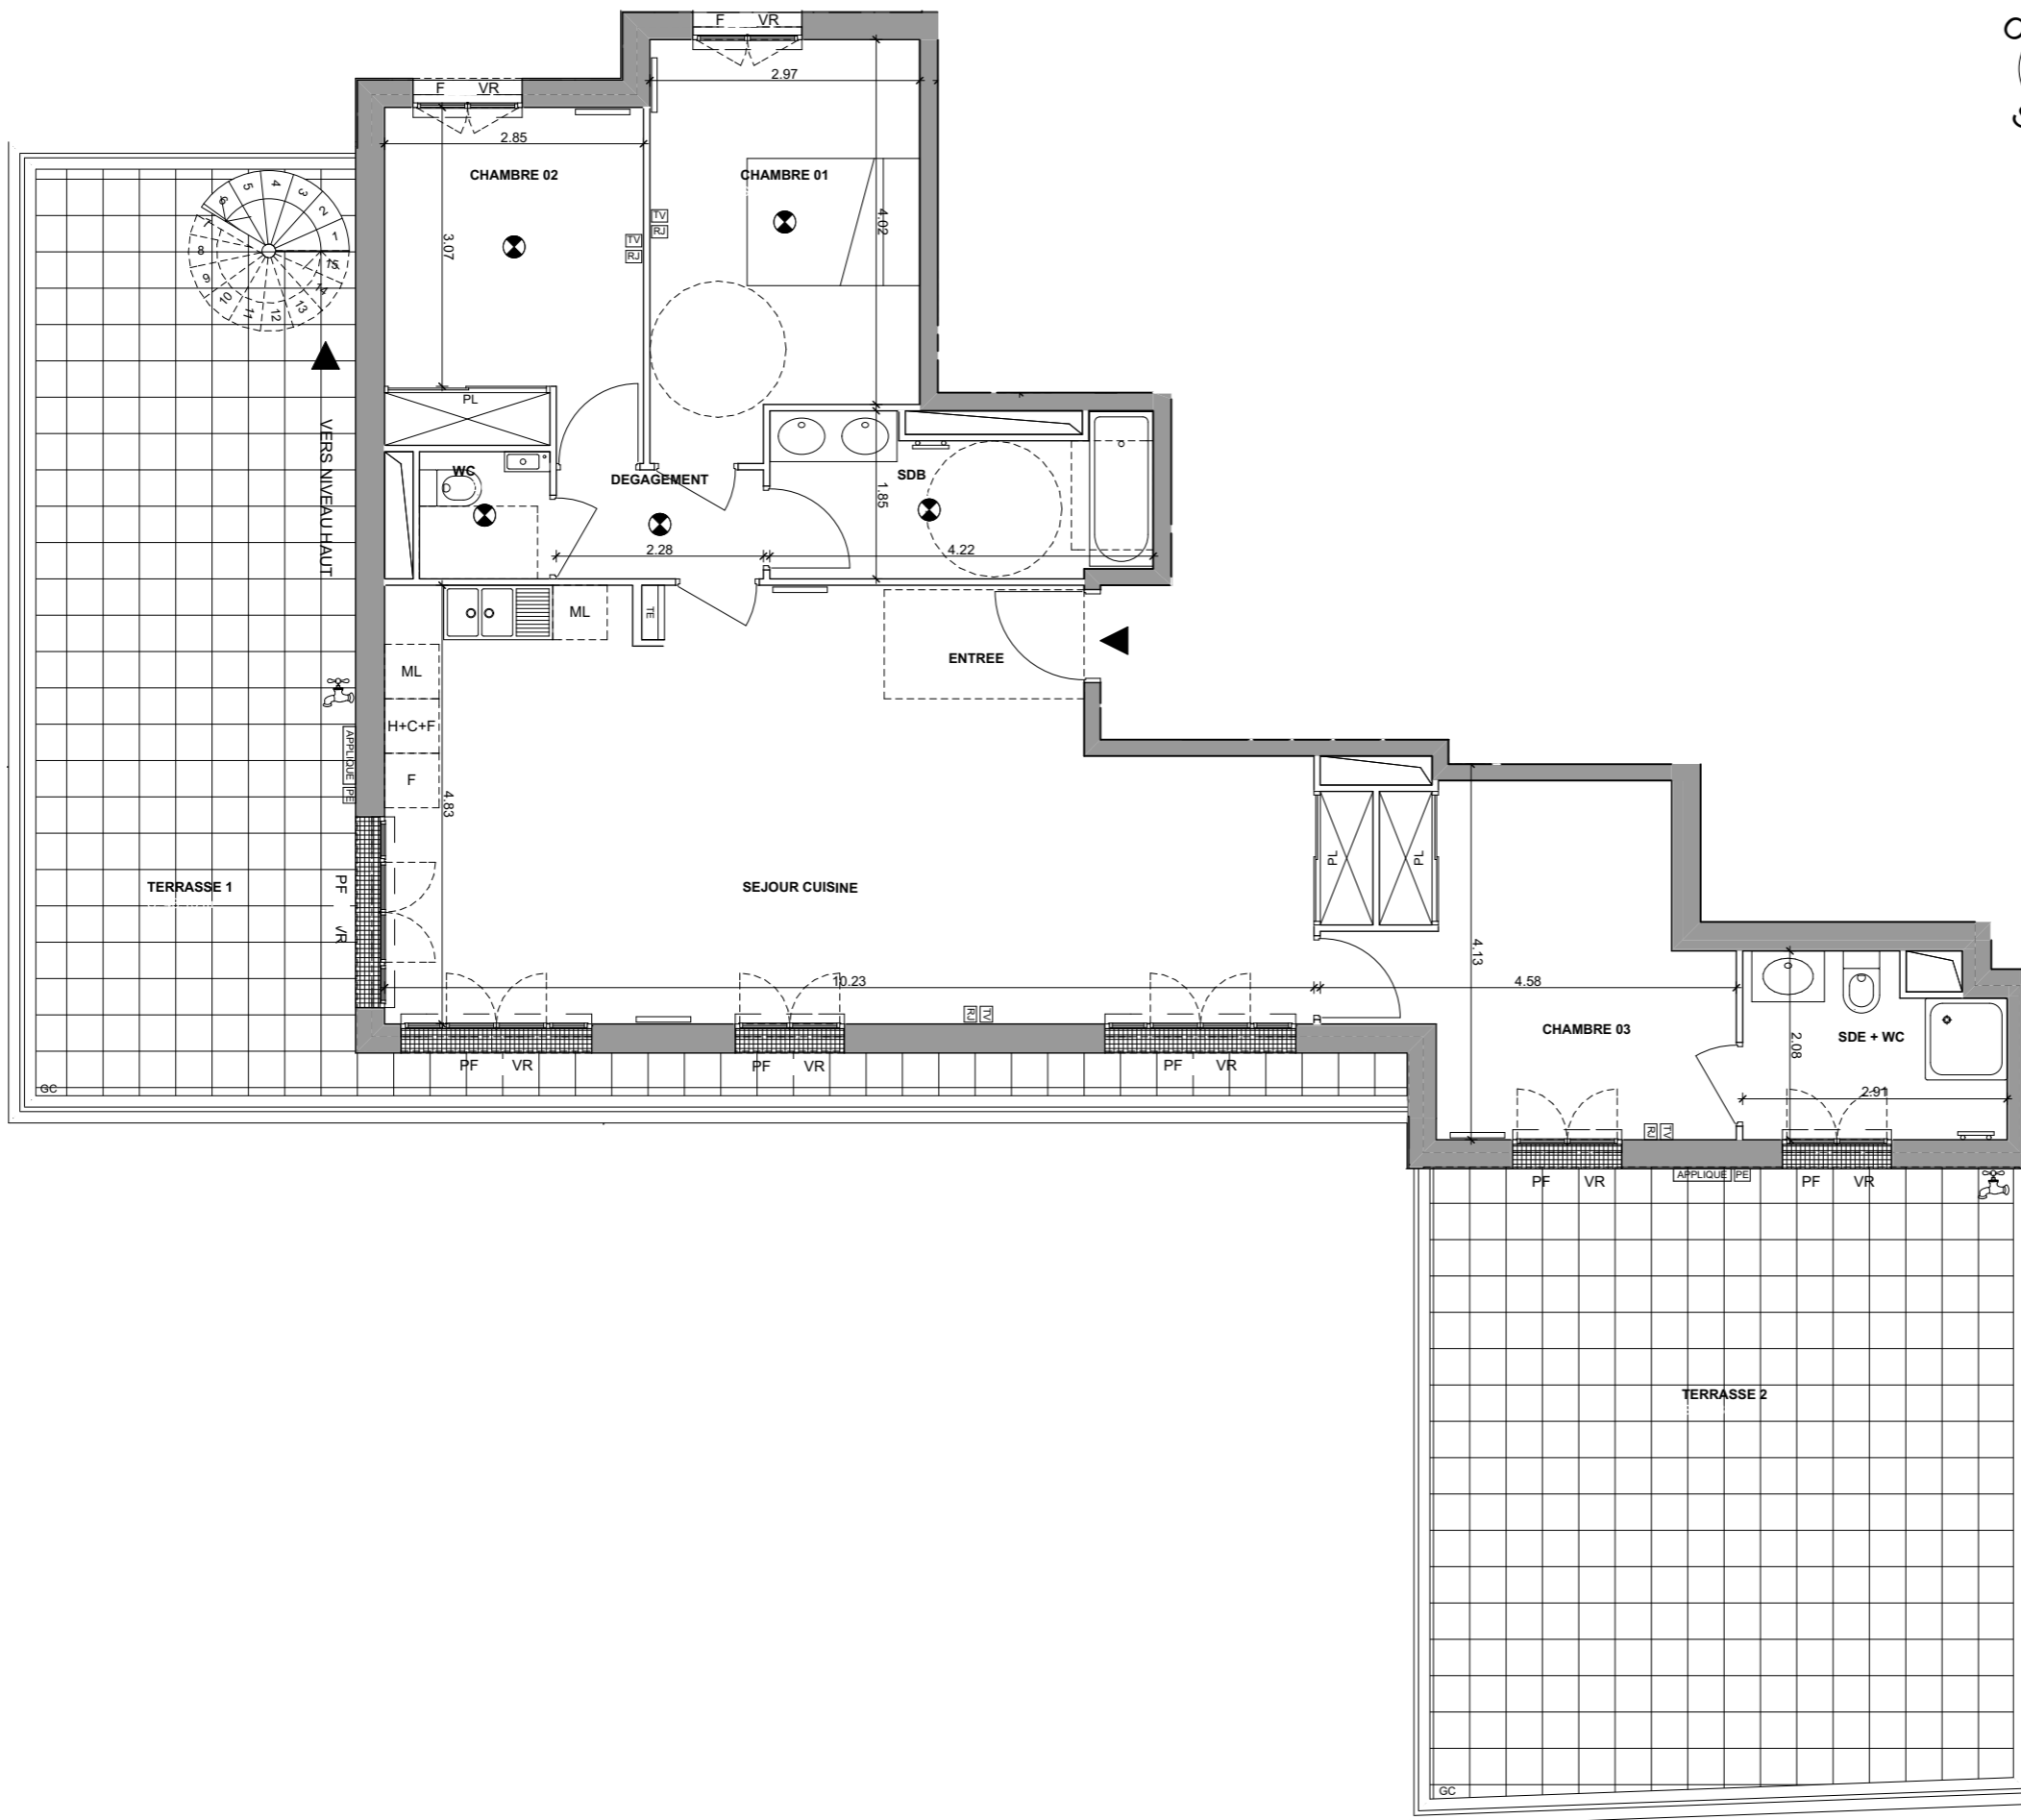 F VR
2.97
F VR
2.85
CHAMBRE 02
CHAMBRE 01
4.02
3.07
TV
RJ
TV
RJ
1
2
3
4
5
6
7
8
9
10
11
12
13
14
15
VERS NIVEAU HAUT
PL
WC
DEGAGEMENT
SDB
1.85
2.28
4.22
ML
TE
ENTREE
ML
H+C+F
F
4.83
APPLIQUE PE
PF VR
TERRASSE 1
SEJOUR CUISINE
PL
PL
4.13
10.23
4.58
RJ TV
CHAMBRE 03
SDE + WC
2.08
2.91
PF VR
PF VR
PF VR
GC
RJ TV
APPLIQUE PE
PF VR
PF VR
TERRASSE 2
GC